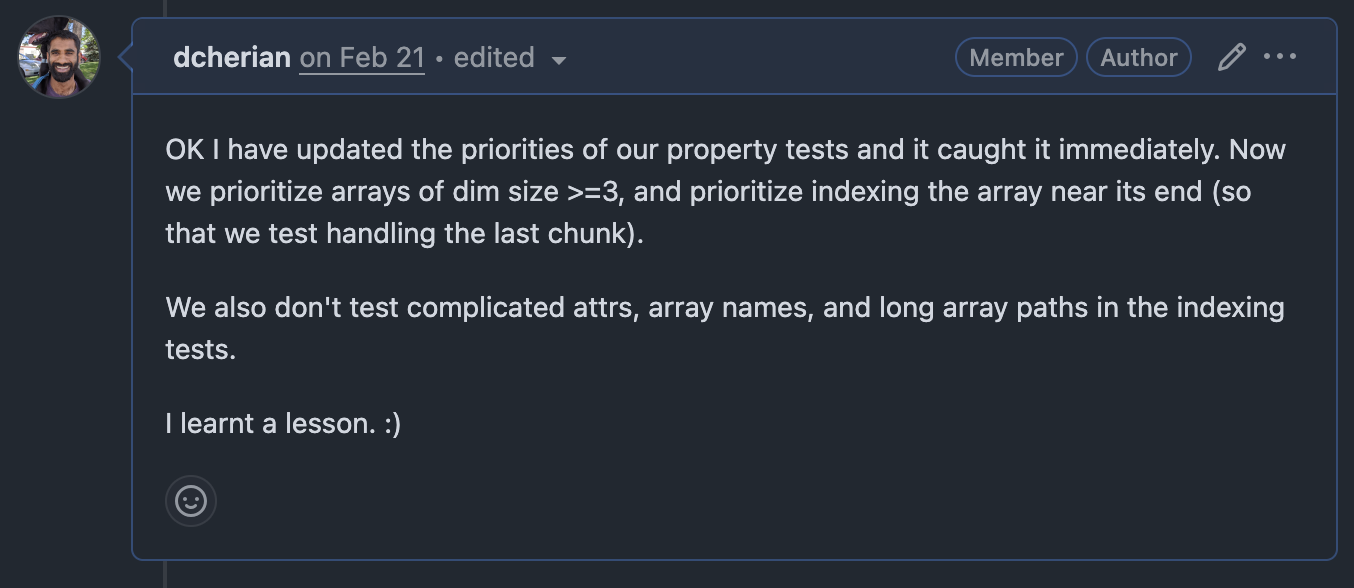 dcherian on Feb 21 • edited
Member
Author
OK I have updated the priorities of our property tests and it caught it immediately. Now
we prioritize arrays of dim size >=3, and prioritize indexing the array near its end (so
that we test handling the last chunk).
We also don't test complicated attrs, array names, and long array paths in the indexing
tests.
I learnt a lesson. :)